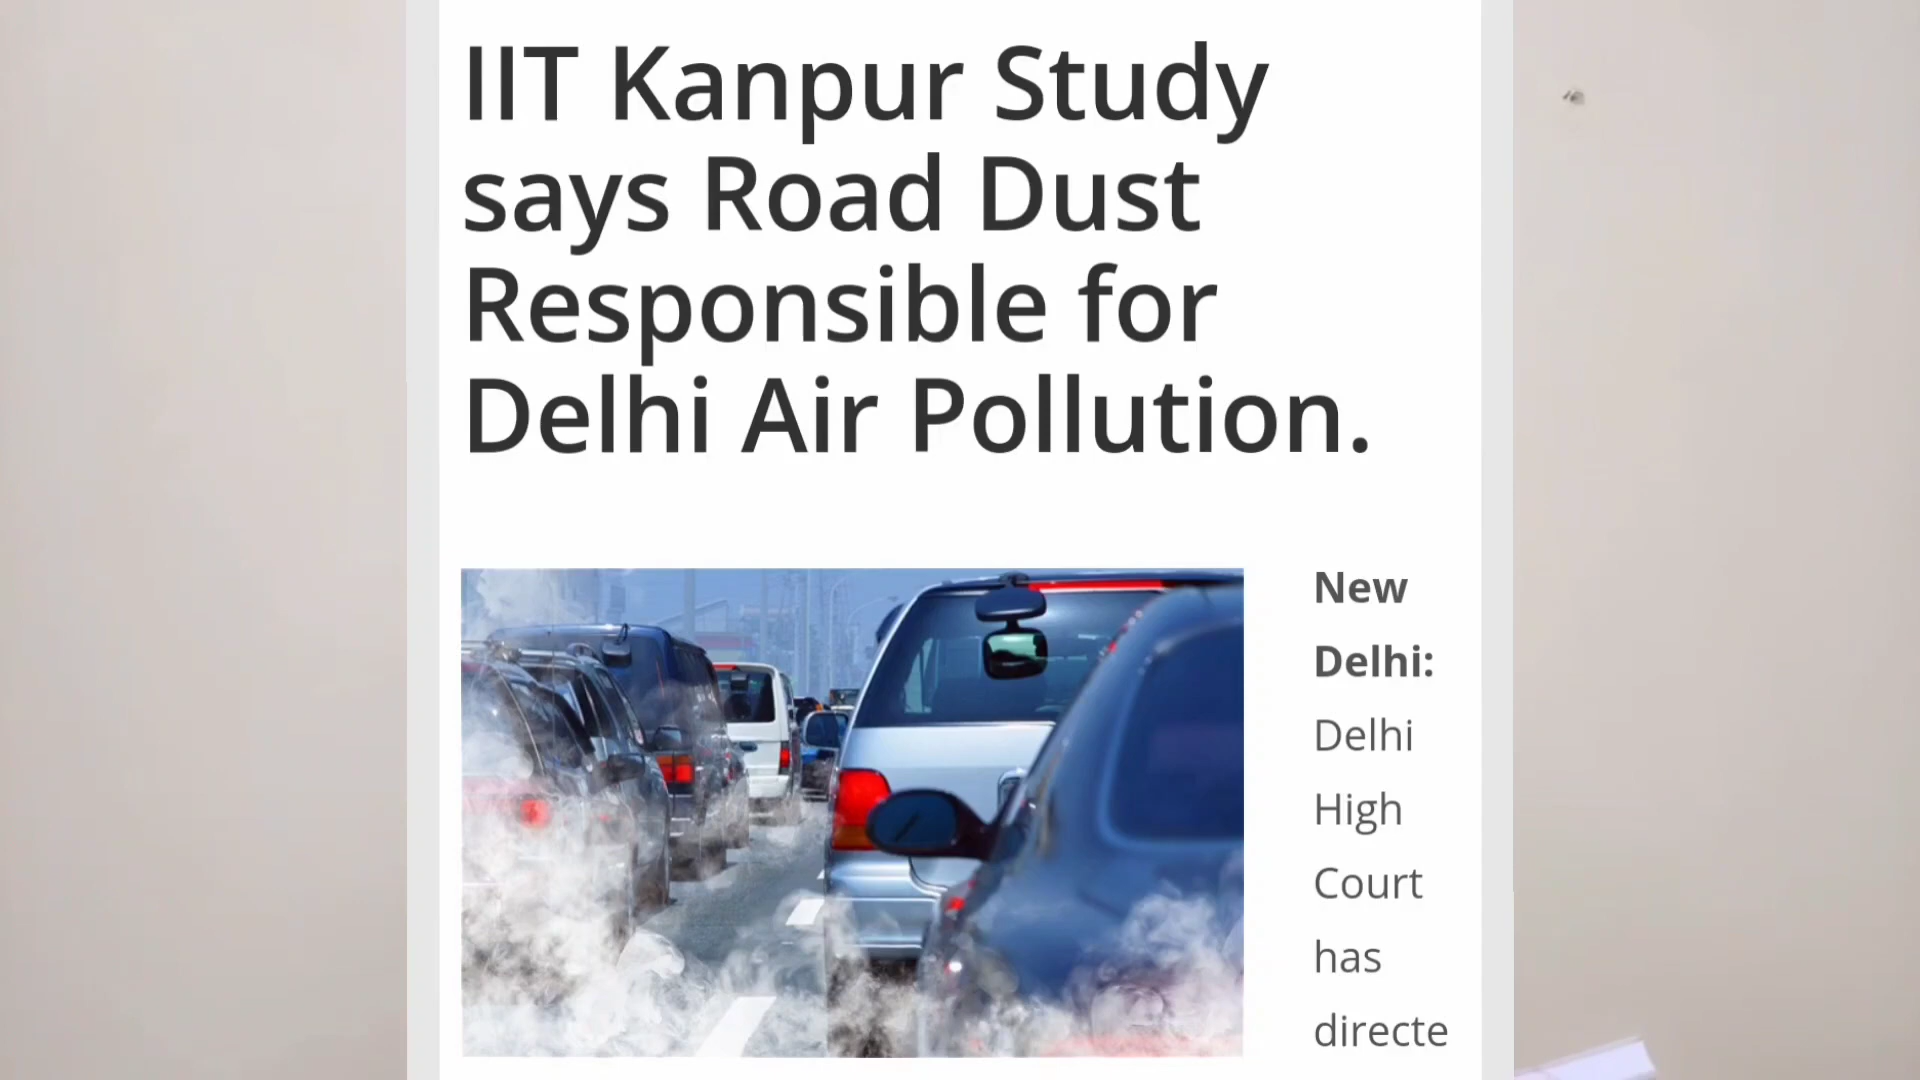 IIT Kanpur Study
says Road Dust
Responsible for
Delhi Air Pollution.
New
Delhi:
Delhi
High
Court
has
directe